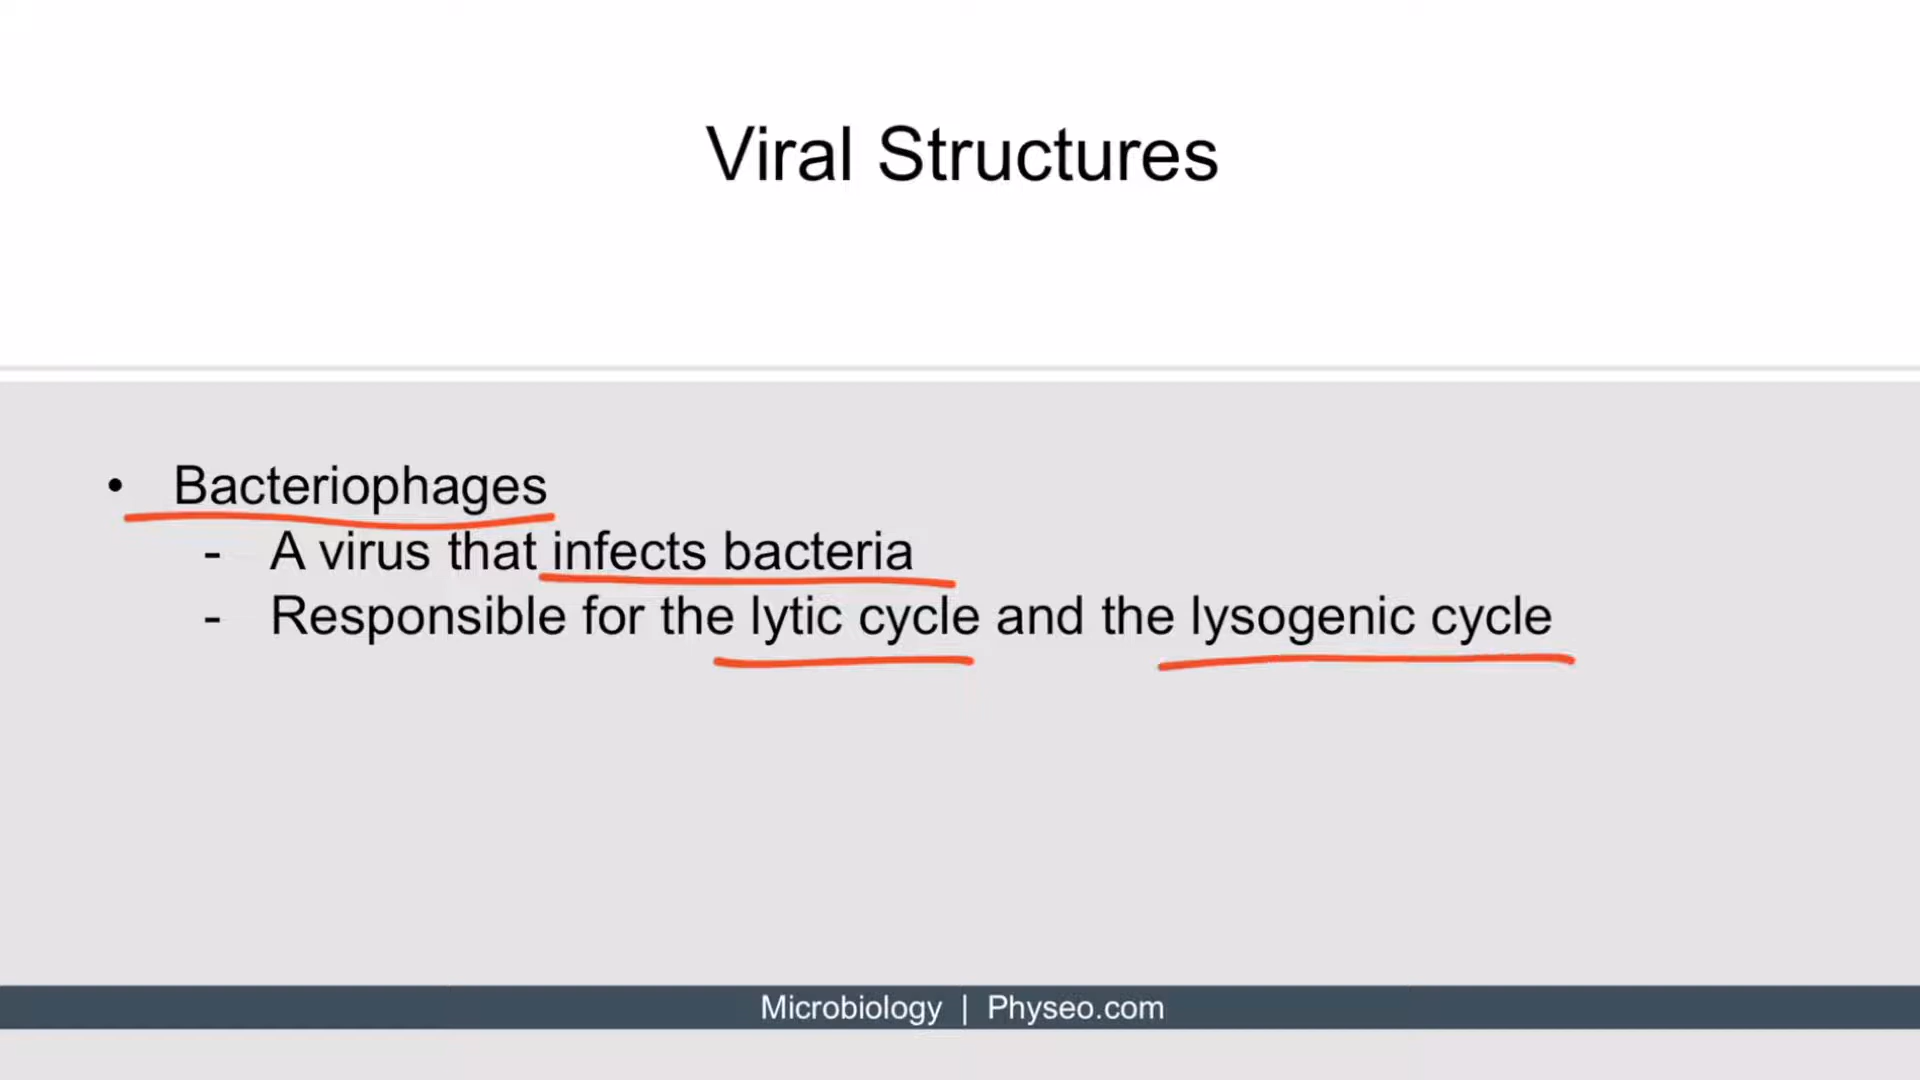 Viral Structures
• Bacteriophages
- A virus that infects bacteria
- Responsible for the lytic cycle and the lysogenic cycle
Microbiology | Physeo.com